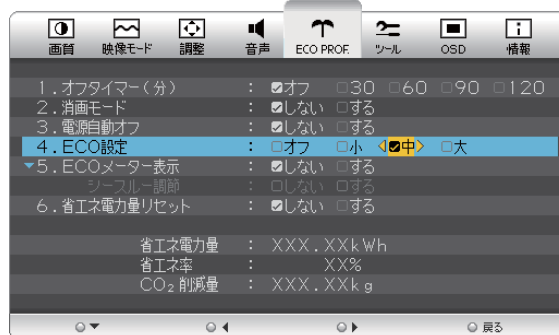 画質 映像モード 調整 音声 ECO PROF. ツール OSD 情報
1.オフタイマー(分) : オフ 30 60 90 120
2.消画モード : しない する
3.電源自動オフ : しない する
4.ECO設定 : オフ 小 中 大
5.ECOメーター表示 : しない する
シースルー調節 : しない する
6.省エネ電力量リセット : しない する
省エネ電力量 : XXX.XXkWh
省エネ率 : XX%
CO₂削減量 : XXX.XXkg
戻る